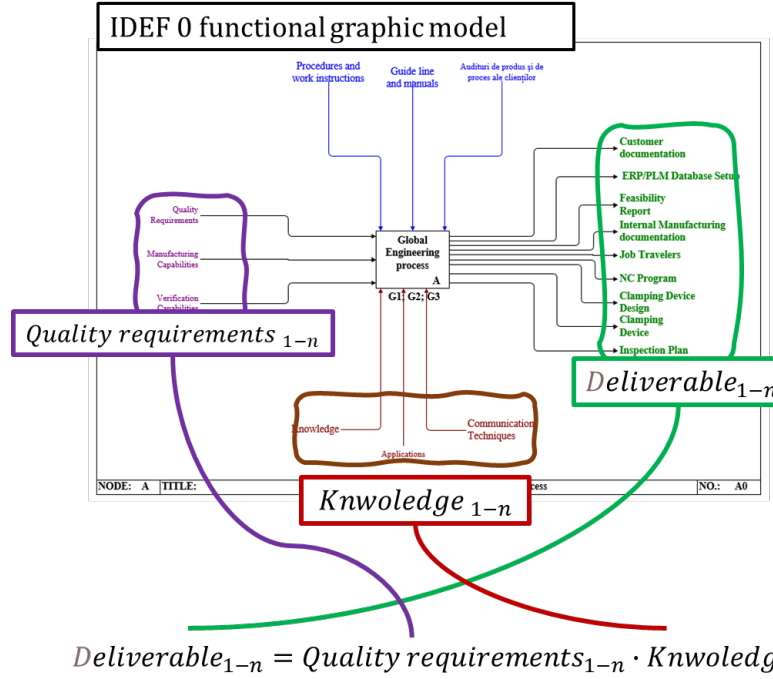 IDEF 0 functional graphic model
Procedures and
work instructions
Guide line
and manuals
Audituri de produs și de
proces ale clienților
Customer
documentation
ERP/PLM Database Setup
Feasibility
Report
Internal Manufacturing
documentation
Job Travelers
NC Program
Clamping Device
Design
Clamping
Device
Inspection Plan
Quality
Requirements
Manufacturing
Capabilities
Verification
Capabilities
Global
Engineering
process
A
G1; G2; G3
Quality requirements 1−n
Deliverable1−n
Knowledge
Applications
Communication
Techniques
NODE: A
TITLE:
NO.: A0
Knwoledge 1−n
Deliverable1−n = Quality requirements1−n · Knwoledg